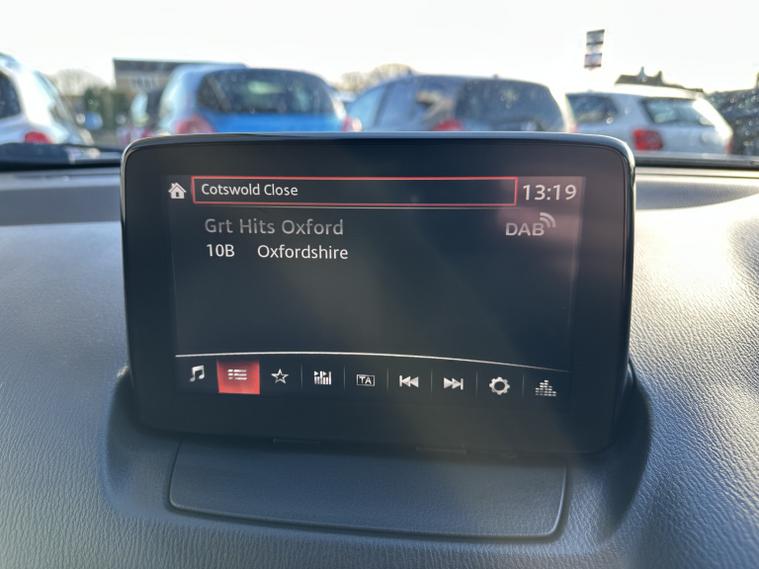 Cotswold Close 13:19
Grt Hits Oxford DAB
10B Oxfordshire
TA